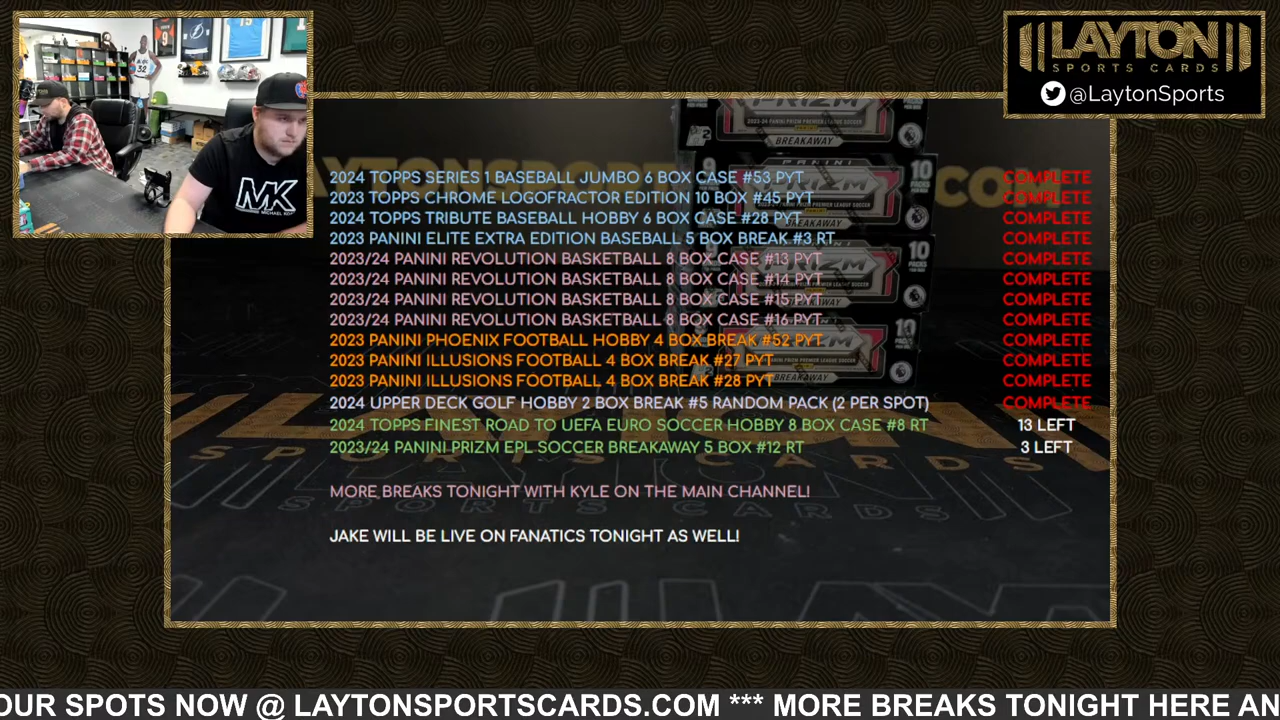 LAYTON
SPORTS CARDS
@LaytonSports
2024 TOPPS SERIES 1 BASEBALL JUMBO 6 BOX CASE #53 PYT COMPLETE
2023 TOPPS CHROME LOGOFRACTOR EDITION 10 BOX #45 PYT COMPLETE
2024 TOPPS TRIBUTE BASEBALL HOBBY 6 BOX CASE #28 PYT COMPLETE
2023 PANINI ELITE EXTRA EDITION BASEBALL 5 BOX BREAK #3 RT COMPLETE
2023/24 PANINI REVOLUTION BASKETBALL 8 BOX CASE #13 PYT COMPLETE
2023/24 PANINI REVOLUTION BASKETBALL 8 BOX CASE #14 PYT COMPLETE
2023/24 PANINI REVOLUTION BASKETBALL 8 BOX CASE #15 PYT COMPLETE
2023/24 PANINI REVOLUTION BASKETBALL 8 BOX CASE #16 PYT COMPLETE
2023 PANINI PHOENIX FOOTBALL HOBBY 4 BOX BREAK #52 PYT COMPLETE
2023 PANINI ILLUSIONS FOOTBALL 4 BOX BREAK #27 PYT COMPLETE
2023 PANINI ILLUSIONS FOOTBALL 4 BOX BREAK #28 PYT COMPLETE
2024 UPPER DECK GOLF HOBBY 2 BOX BREAK #5 RANDOM PACK (2 PER SPOT) COMPLETE
2024 TOPPS FINEST ROAD TO UEFA EURO SOCCER HOBBY 8 BOX CASE #8 RT 13 LEFT
2023/24 PANINI PRIZM EPL SOCCER BREAKAWAY 5 BOX #12 RT 3 LEFT
MORE BREAKS TONIGHT WITH KYLE ON THE MAIN CHANNEL!
JAKE WILL BE LIVE ON FANATICS TONIGHT AS WELL!
MK
OUR SPOTS NOW @ LAYTONSPORTSCARDS.COM *** MORE BREAKS TONIGHT HERE AN